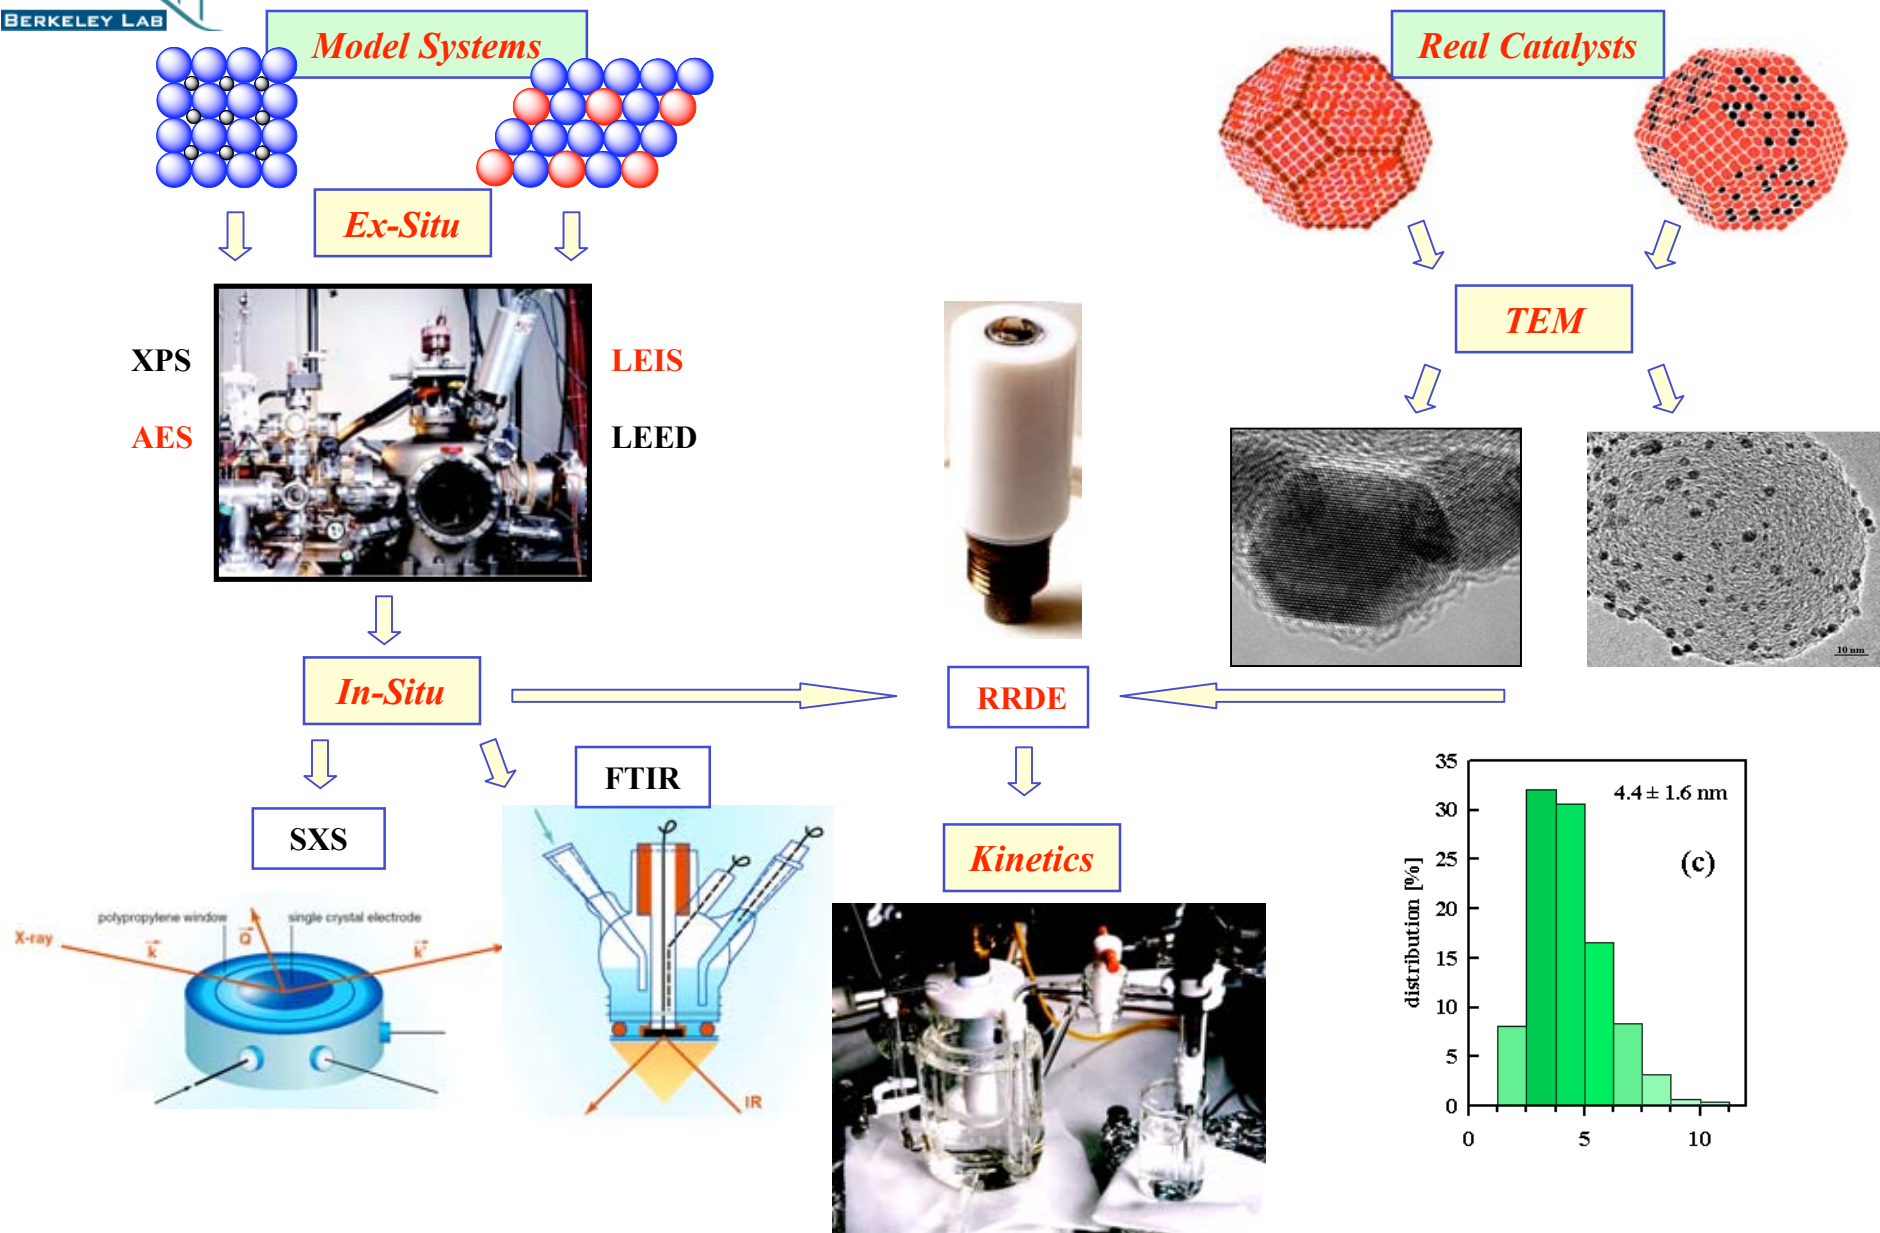 BERKELEY LAB
Model Systems
Real Catalysts
Ex-Situ
TEM
XPS
LEIS
AES
LEED
10 nm
In-Situ
RRDE
FTIR
SXS
Kinetics
polypropylene window
single crystal electrode
X-ray
k
Q
k'
IR
35
30
25
20
15
10
5
0
distribution [%]
4.4 ± 1.6 nm
(c)
0
5
10